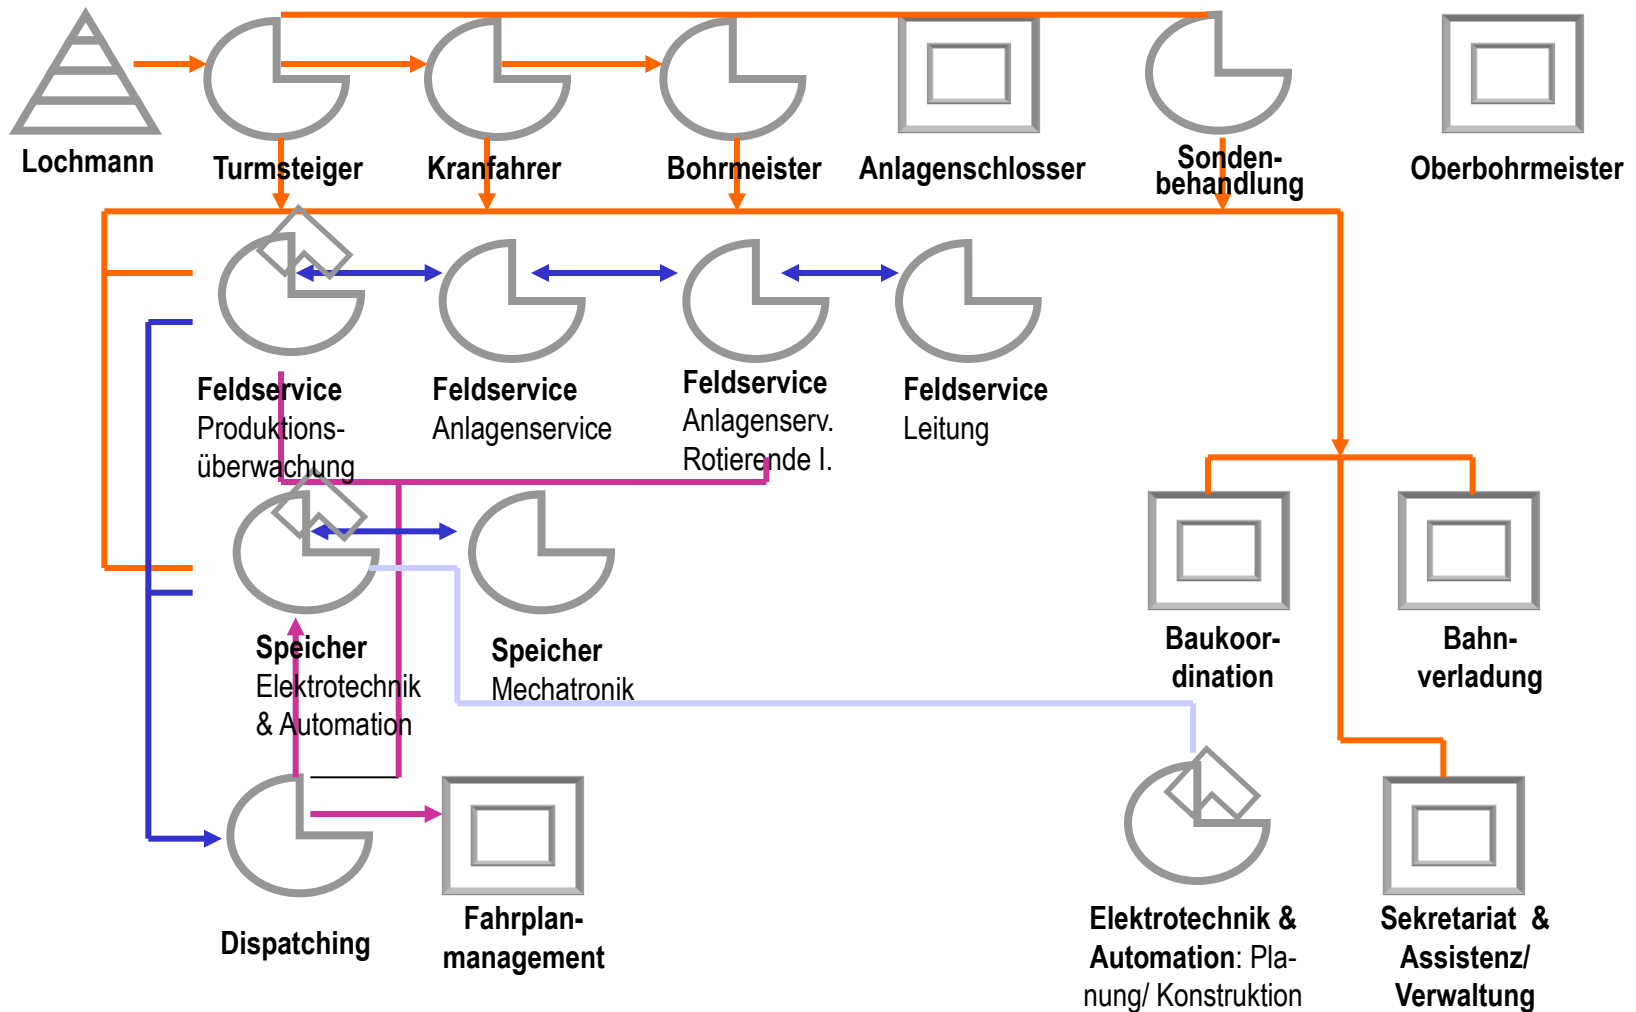 Lochmann
Turmsteiger
Kranfahrer
Bohrmeister
Anlagenschlosser
Sonden-
behandlung
Oberbohrmeister
Feldservice
Produktions-
überwachung
Feldservice
Anlagenservice
Feldservice
Anlagenserv.
Rotierende I.
Feldservice
Leitung
Speicher
Elektrotechnik
& Automation
Speicher
Mechatronik
Baukoor-
dination
Bahn-
verladung
Dispatching
Fahrplan-
management
Elektrotechnik &
Automation: Pla-
nung/ Konstruktion
Sekretariat &
Assistenz/
Verwaltung